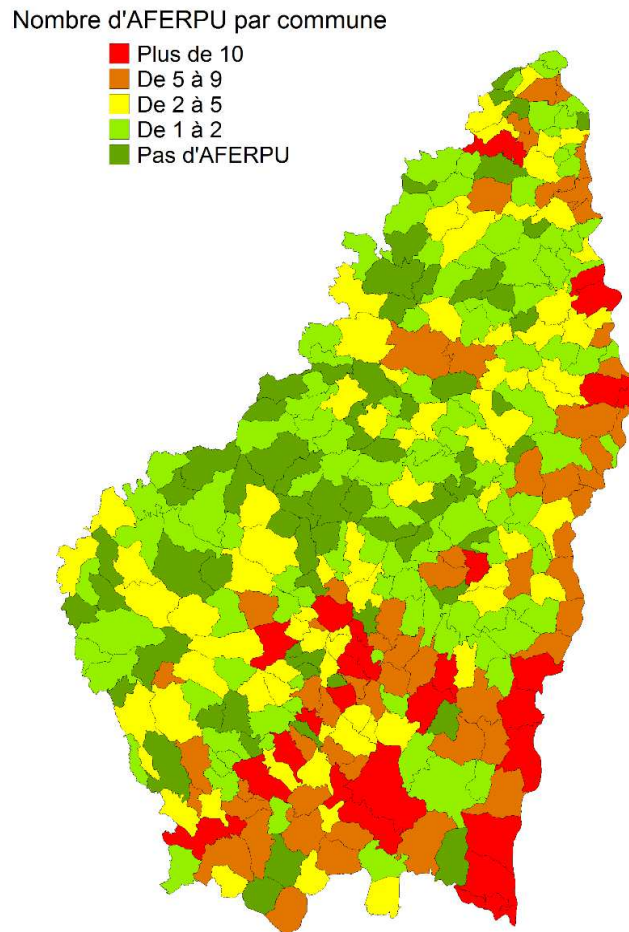 Nombre d'AFERPU par commune
Plus de 10
De 5 à 9
De 2 à 5
De 1 à 2
Pas d'AFERPU